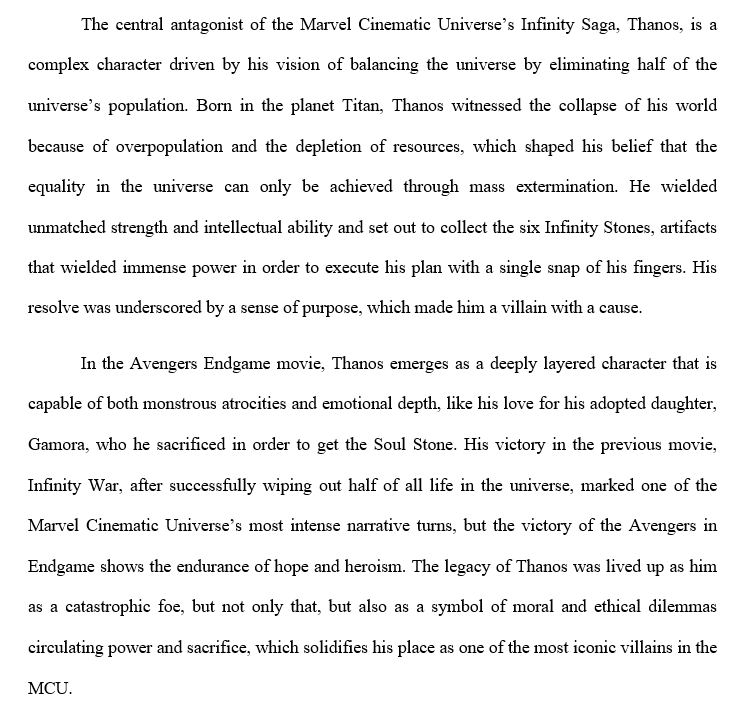 The central antagonist of the Marvel Cinematic Universe’s Infinity Saga, Thanos, is a
complex character driven by his vision of balancing the universe by eliminating half of the
universe’s population. Born in the planet Titan, Thanos witnessed the collapse of his world
because of overpopulation and the depletion of resources, which shaped his belief that the
equality in the universe can only be achieved through mass extermination. He wielded
unmatched strength and intellectual ability and set out to collect the six Infinity Stones, artifacts
that wielded immense power in order to execute his plan with a single snap of his fingers. His
resolve was underscored by a sense of purpose, which made him a villain with a cause.
In the Avengers Endgame movie, Thanos emerges as a deeply layered character that is
capable of both monstrous atrocities and emotional depth, like his love for his adopted daughter,
Gamora, who he sacrificed in order to get the Soul Stone. His victory in the previous movie,
Infinity War, after successfully wiping out half of all life in the universe, marked one of the
Marvel Cinematic Universe’s most intense narrative turns, but the victory of the Avengers in
Endgame shows the endurance of hope and heroism. The legacy of Thanos was lived up as him
as a catastrophic foe, but not only that, but also as a symbol of moral and ethical dilemmas
circulating power and sacrifice, which solidifies his place as one of the most iconic villains in the
MCU.